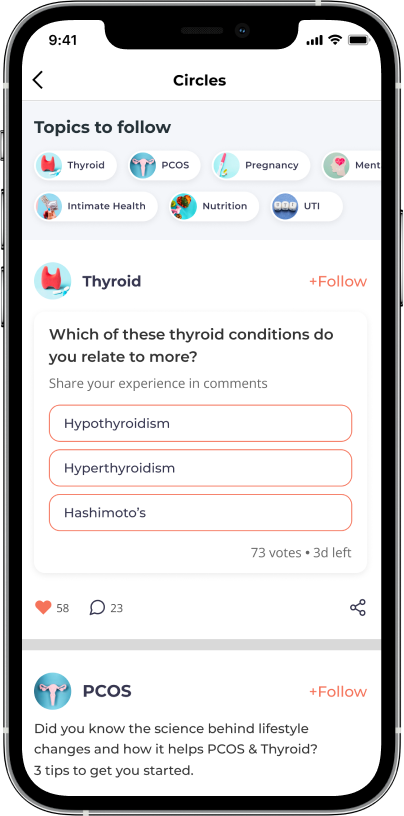 9:41
Circles
Topics to follow
Thyroid
PCOS
Pregnancy
Ment
Intimate Health
Nutrition
UTI
Thyroid
+Follow
Which of these thyroid conditions do
you relate to more?
Share your experience in comments
Hypothyroidism
Hyperthyroidism
Hashimoto's
73 votes • 3d left
58
23
PCOS
+Follow
Did you know the science behind lifestyle
changes and how it helps PCOS & Thyroid?
3 tips to get you started.